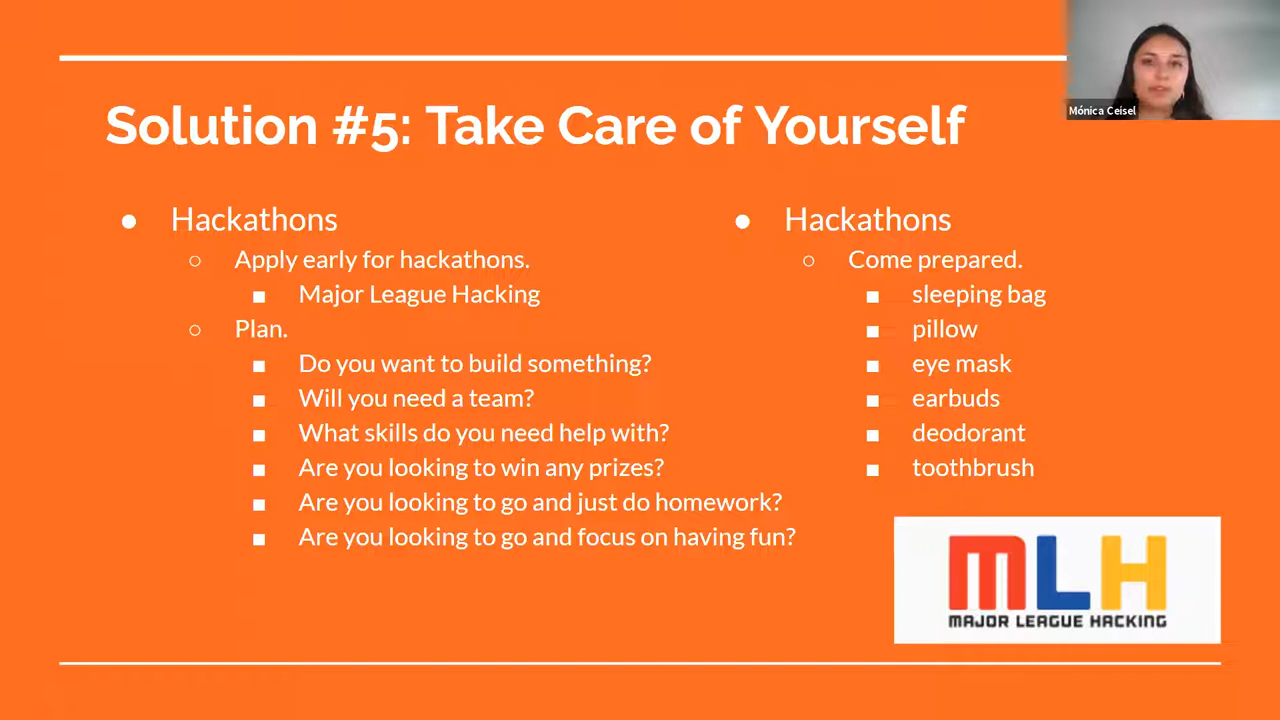 Mónica Ceisel
Solution #5: Take Care of Yourself
● Hackathons
○ Apply early for hackathons.
■ Major League Hacking
○ Plan.
■ Do you want to build something?
■ Will you need a team?
■ What skills do you need help with?
■ Are you looking to win any prizes?
■ Are you looking to go and just do homework?
■ Are you looking to go and focus on having fun?
● Hackathons
○ Come prepared.
■ sleeping bag
■ pillow
■ eye mask
■ earbuds
■ deodorant
■ toothbrush
MLH
MAJOR LEAGUE HACKING